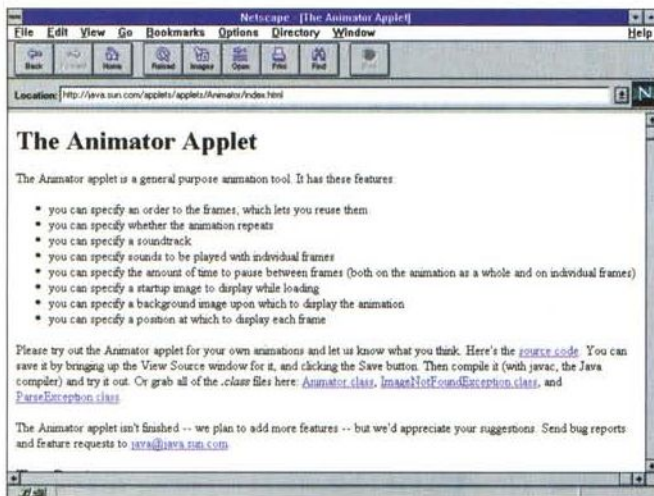 Netscape - [The Animator Applet]
File Edit View Go Bookmarks Options Directory Window Help
Back Home Reload Images Open Print Find
Location: http://java.sun.com/applets/applets/Animator/index.html
N
The Animator Applet
The Animator applet is a general purpose animation tool. It has these features:
• you can specify an order to the frames, which lets you reuse them
• you can specify whether the animation repeats
• you can specify a soundtrack
• you can specify sounds to be played with individual frames
• you can specify the amount of time to pause between frames (both on the animation as a whole and on individual frames)
• you can specify a startup image to display while loading
• you can specify a background image upon which to display the animation
• you can specify a position at which to display each frame
Please try out the Animator applet for your own animations and let us know what you think. Here's the source code. You can
save it by bringing up the View Source window for it, and clicking the Save button. Then compile it (with javac, the Java
compiler) and try it out. Or grab all of the .class files here: Animator.class, ImageNotFoundException.class, and
ParseException.class.
The Animator applet isn't finished -- we plan to add more features -- but we'd appreciate your suggestions. Send bug reports
and feature requests to java@java.sun.com.